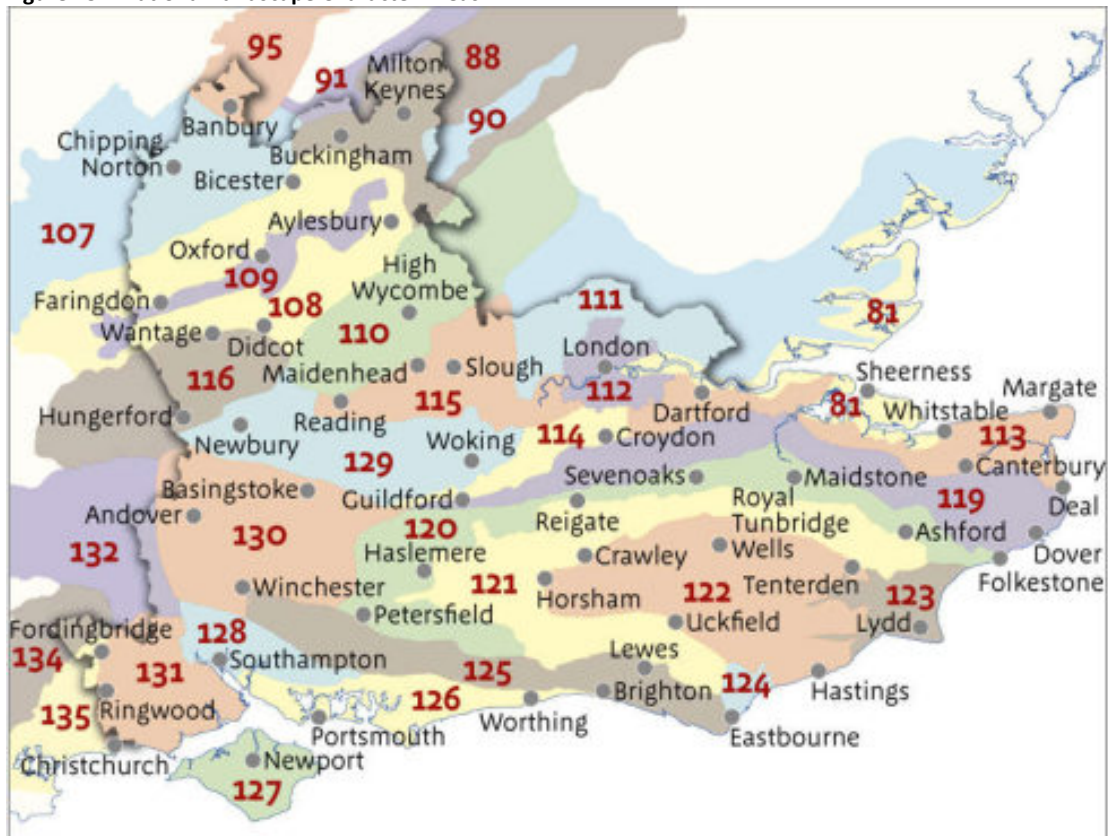 95
88
91
Milton
Keynes
90
Banbury
Chipping
Norton
Buckingham
Bicester
Aylesbury
107
Oxford
High
Wycombe
109
Faringdon
108
111
81
Wantage
Didcot
110
London
116
Maidenhead
Slough
Sheerness
Margate
112
115
Dartford
81
Whitstable
Hungerford
Reading
113
Newbury
Woking
114
Croydon
129
Canterbury
Sevenoaks
Maidstone
Basingstoke
Guildford
119
Deal
Andover
130
120
Reigate
Royal
Tunbridge
Wells
Ashford
132
Haslemere
Crawley
Dover
Winchester
121
Horsham
122
Tenterden
Folkestone
123
Petersfield
Uckfield
Lydd
Fordingbridge
128
134
Southampton
Lewes
131
125
124
Hastings
135
Ringwood
126
Worthing
Brighton
Portsmouth
Eastbourne
Christchurch
Newport
127